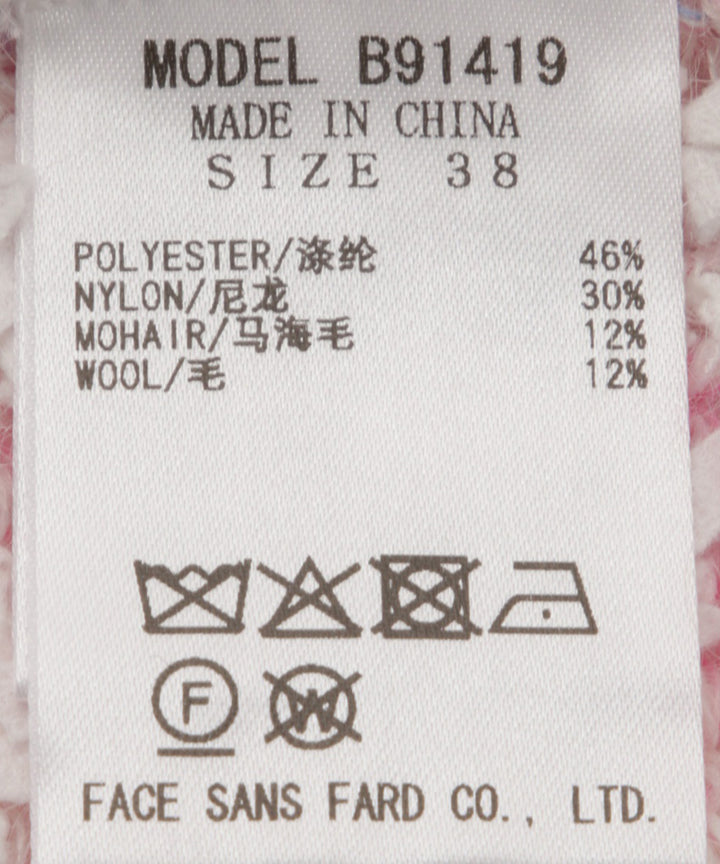 MODEL B91419
MADE IN CHINA
SIZE 38
POLYESTER/涤纶 46%
NYLON/尼龙 30%
MOHAIR/马海毛 12%
WOOL/毛 12%
F W
FACE SANS FARD CO., LTD.